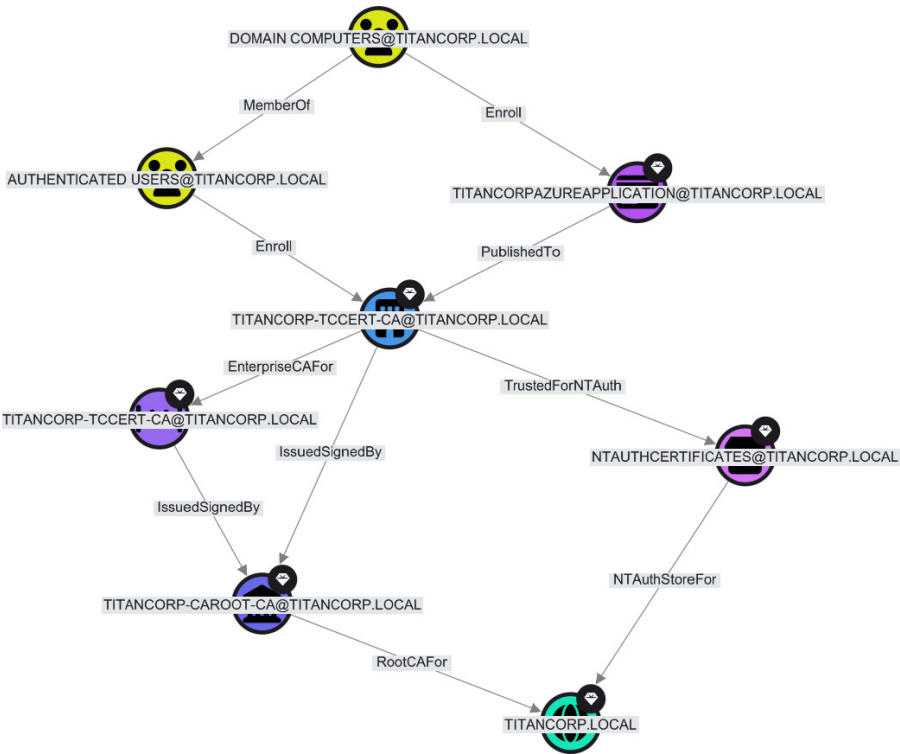 DOMAIN COMPUTERS@TITANCORP.LOCAL
MemberOf
Enroll
AUTHENTICATED USERS@TITANCORP.LOCAL
TITANCORPAZUREAPPLICATION@TITANCORP.LOCAL
Enroll
PublishedTo
TITANCORP-TCCERT-CA@TITANCORP.LOCAL
EnterpriseCAFor
TrustedForNTAuth
TITANCORP-TCCERT-CA@TITANCORP.LOCAL
IssuedSignedBy
NTAUTHCERTIFICATES@TITANCORP.LOCAL
IssuedSignedBy
NTAuthStoreFor
TITANCORP-CAROOT-CA@TITANCORP.LOCAL
RootCAFor
TITANCORP.LOCAL